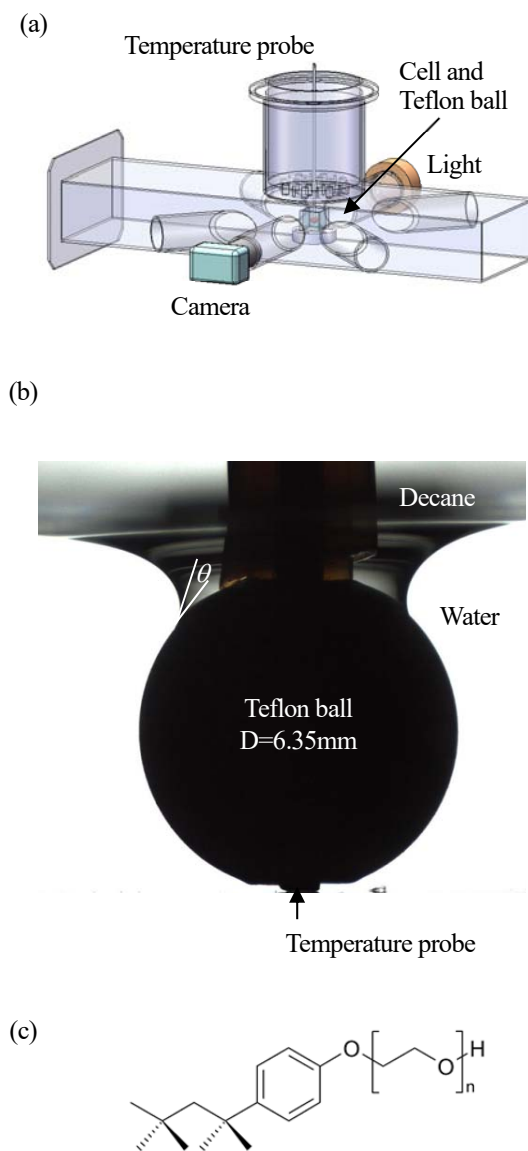 (a)
Temperature probe
Cell and
Teflon ball
Light
Camera
(b)
Decane
θ
Water
Teflon ball
D=6.35mm
Temperature probe
(c)
O
O
H
n